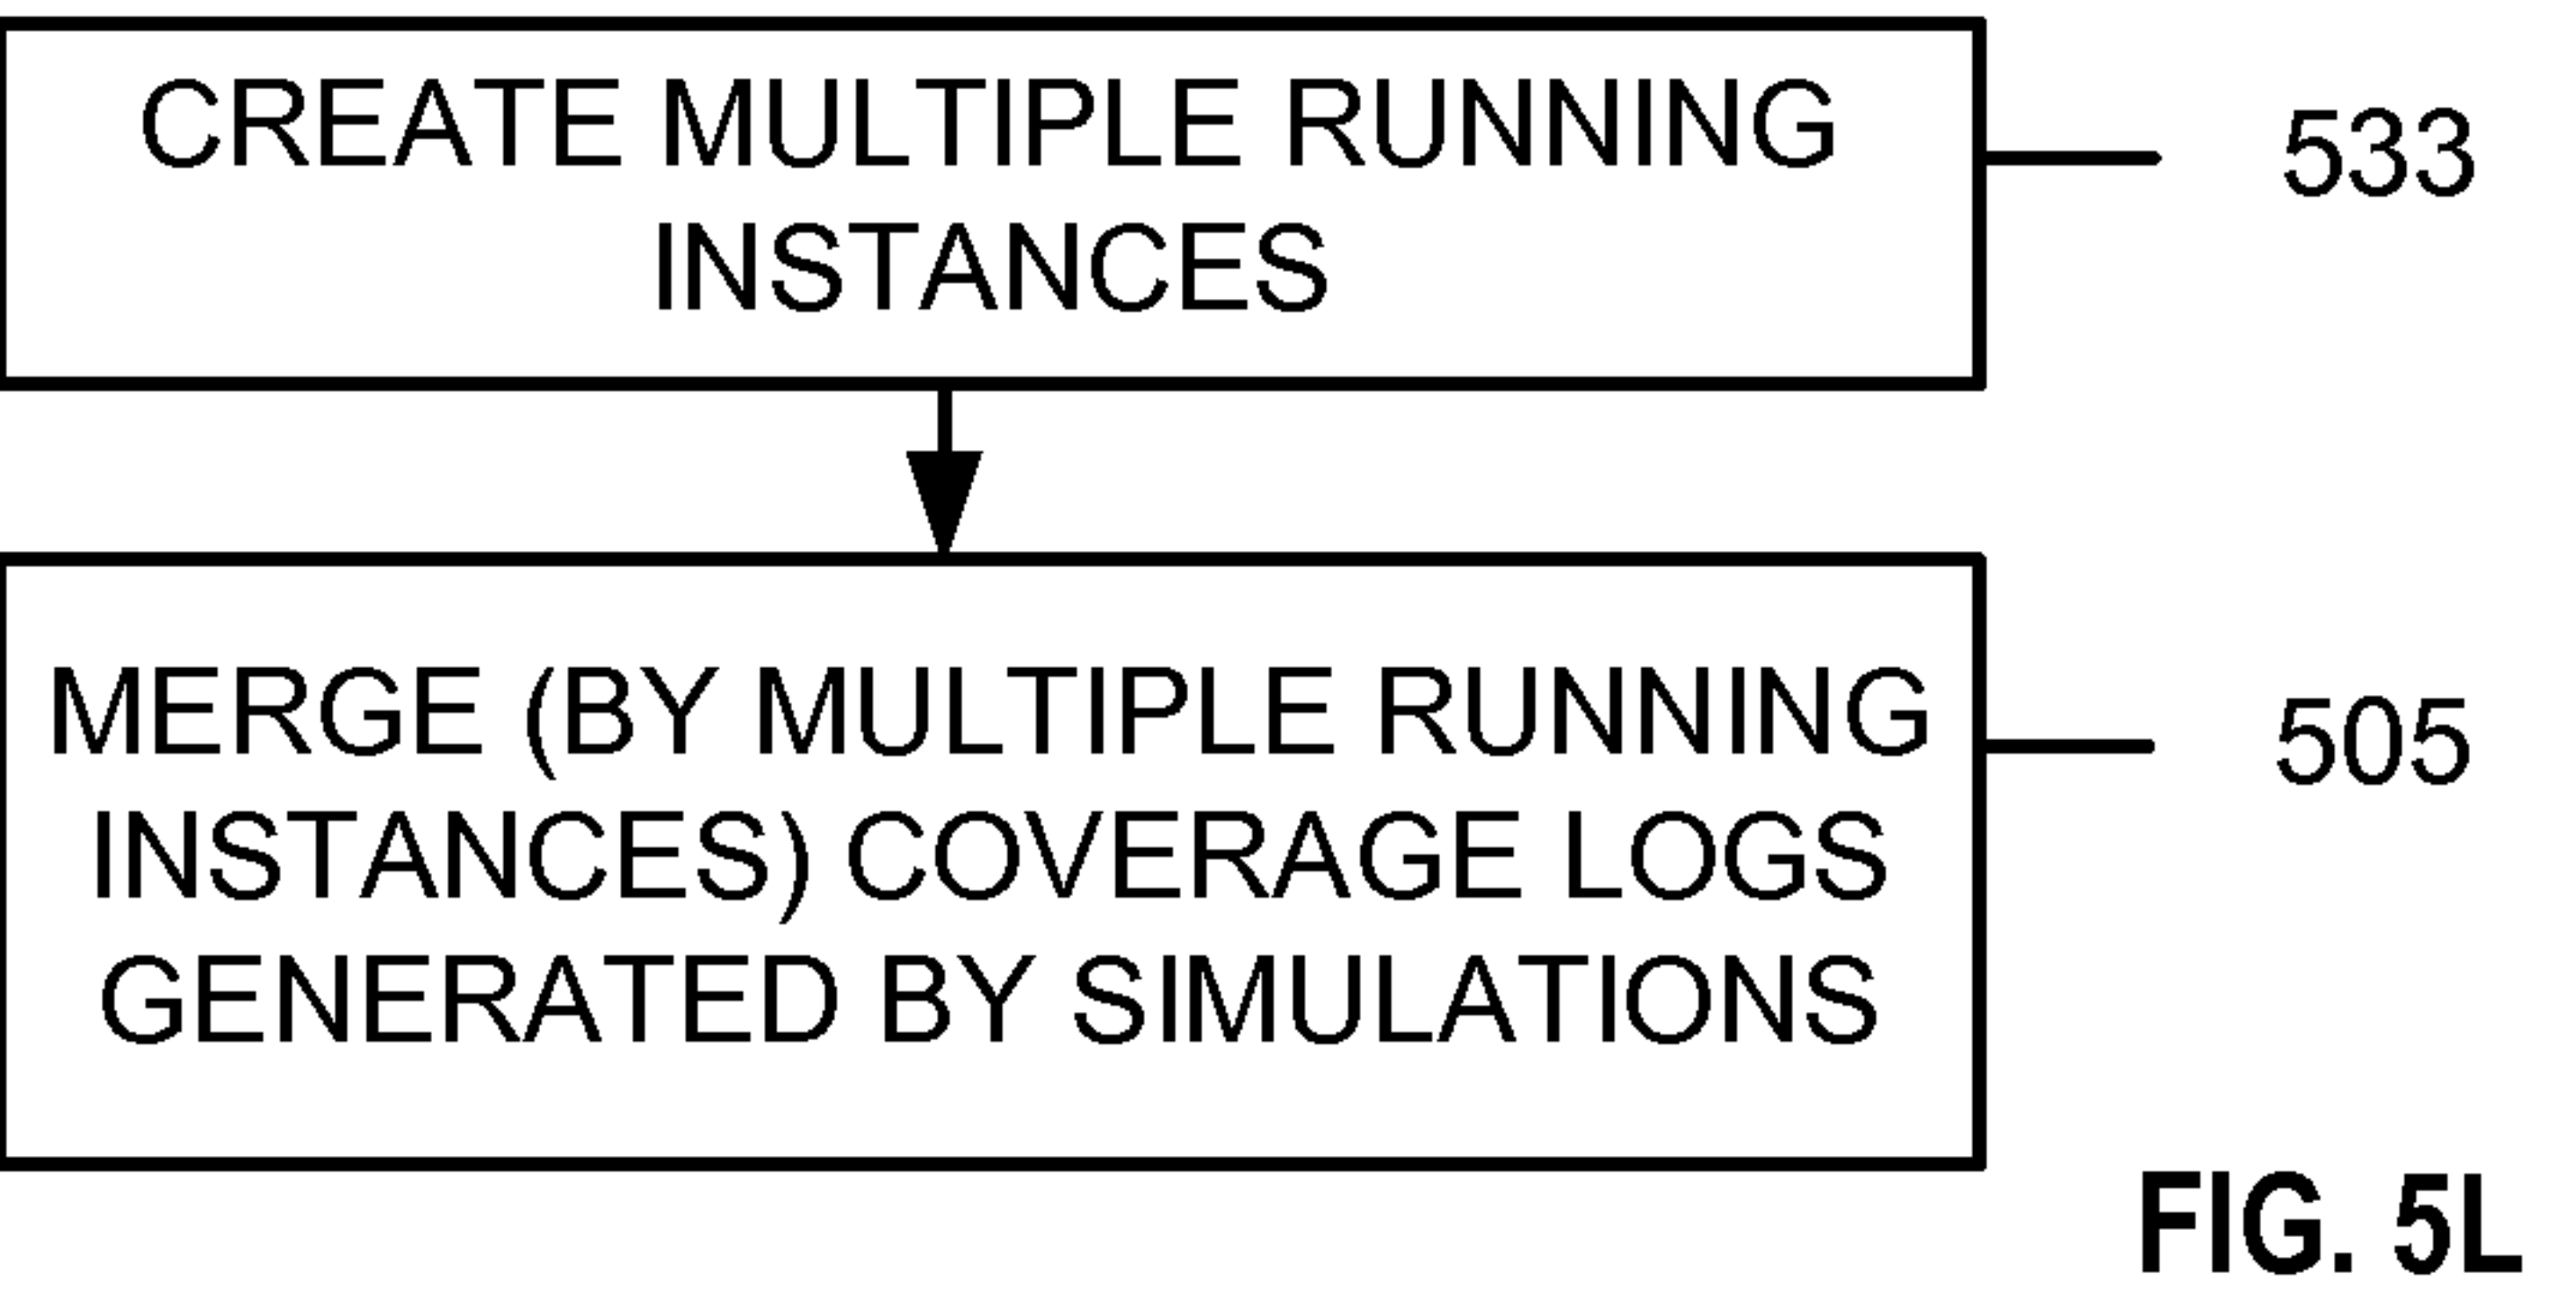 CREATE MULTIPLE RUNNING
INSTANCES
533
MERGE (BY MULTIPLE RUNNING
INSTANCES) COVERAGE LOGS
GENERATED BY SIMULATIONS
505
FIG. 5L